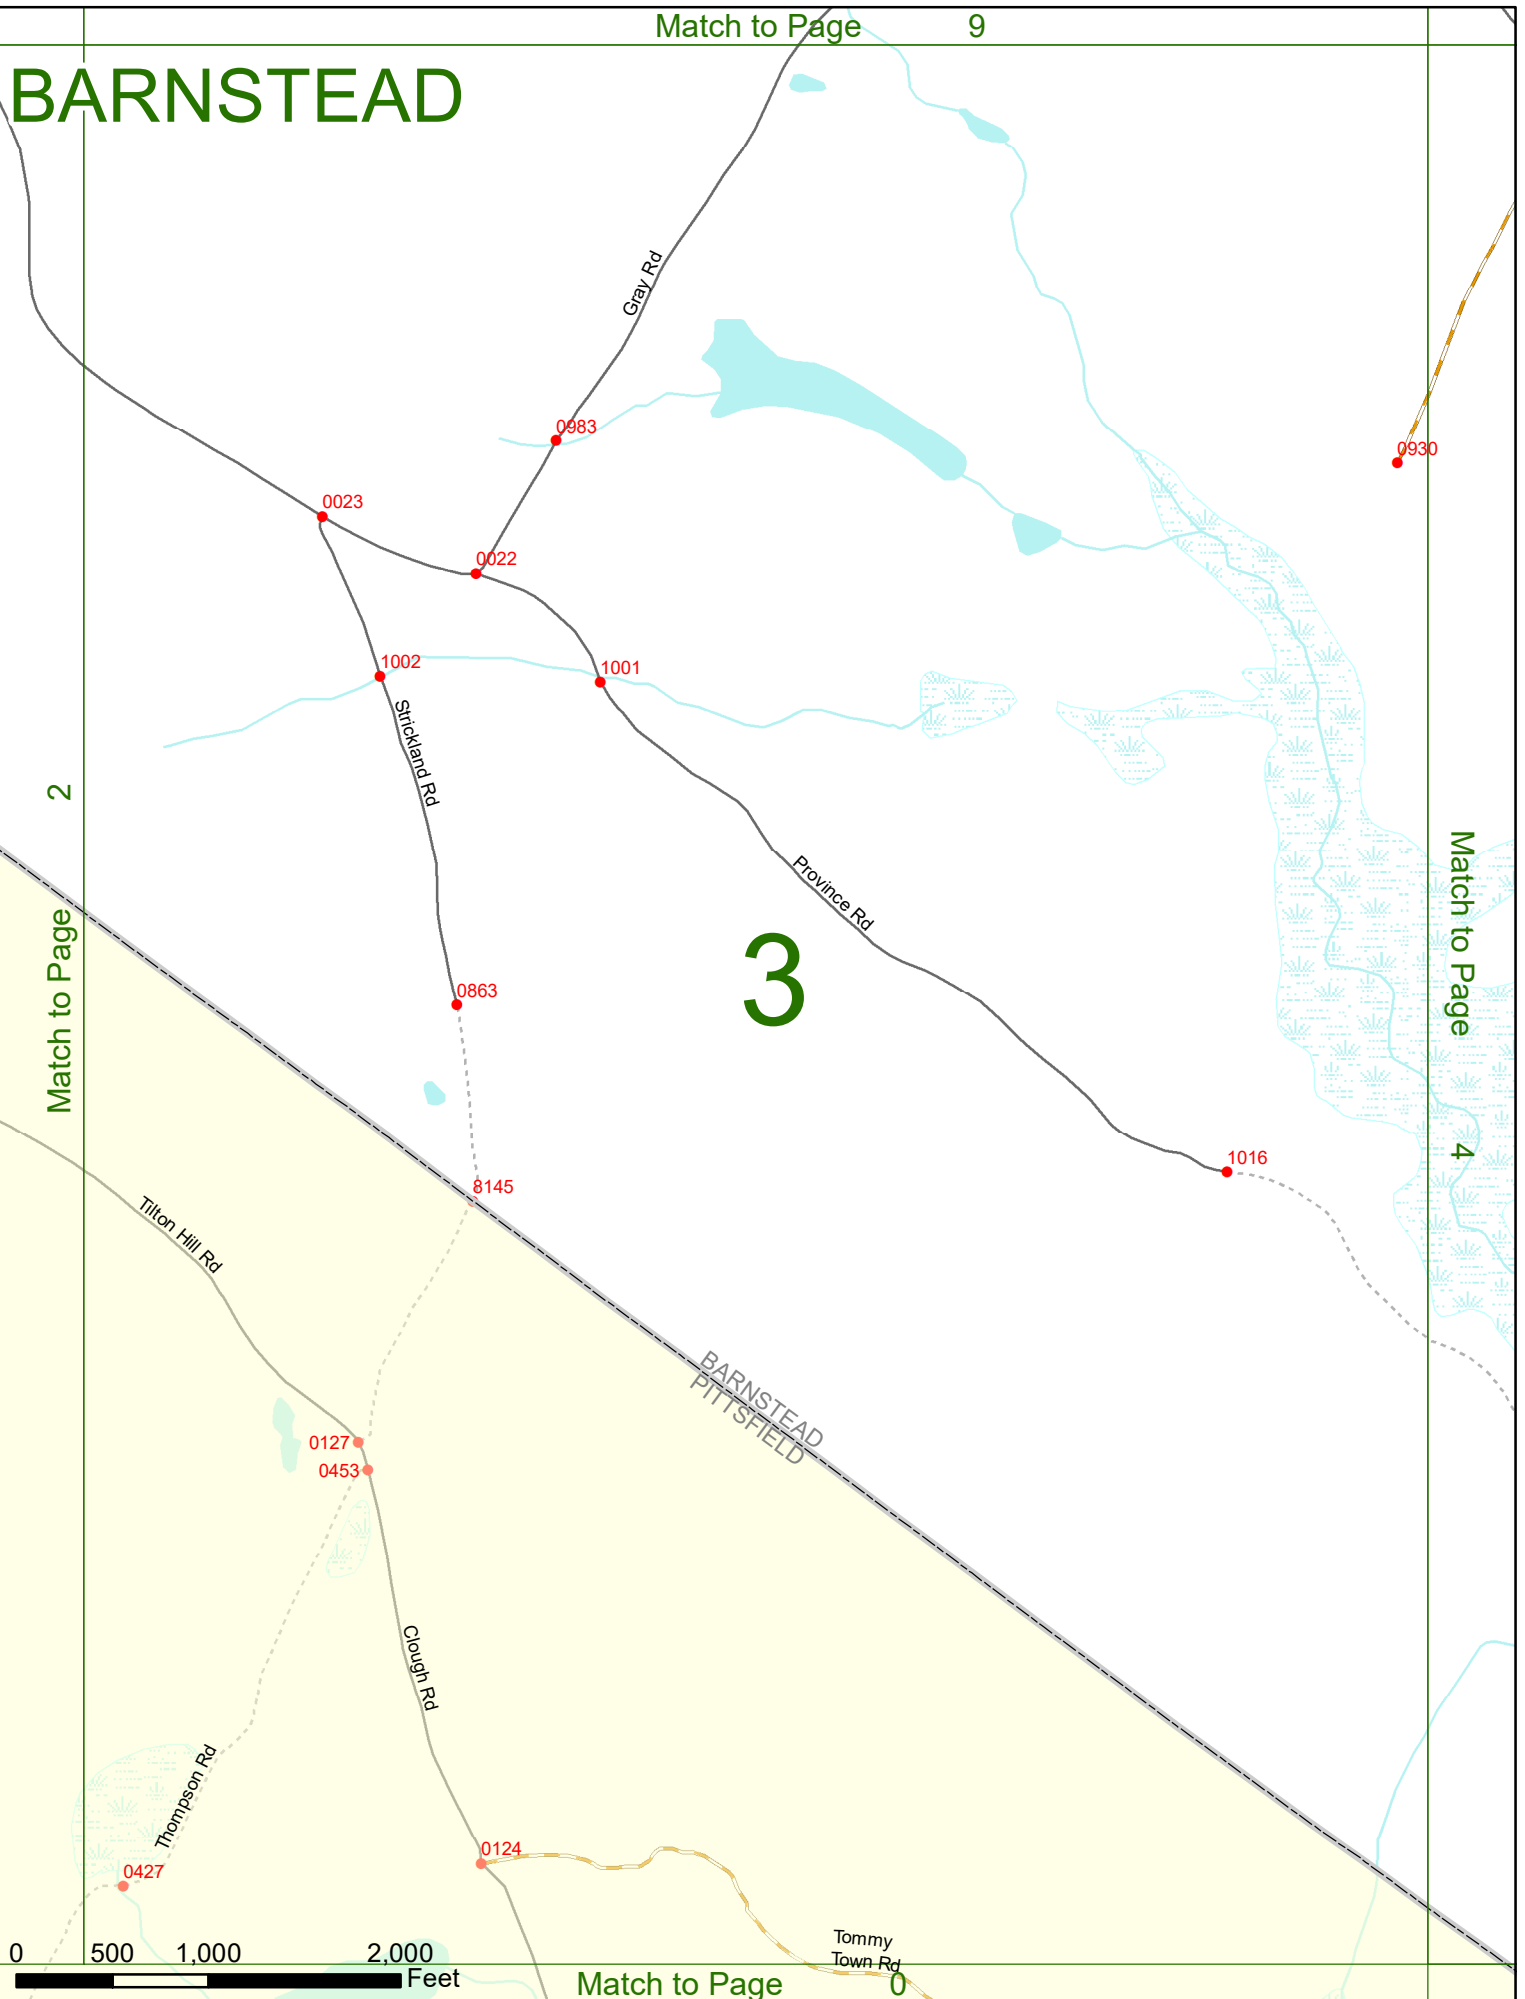 Match to Page 9
BARNSTEAD
Gray Rd
0983
0930
0023
0022
1002
1001
Strickland Rd
2
Match to Page
Province Rd
Match to Page
3
0863
4
1016
8145
Tilton Hill Rd
BARNSTEAD
PITTSFIELD
0127
0453
Clough Rd
Thompson Rd
0124
0427
Tommy
Town Rd
0 500 1,000 2,000
Feet
Match to Page 0